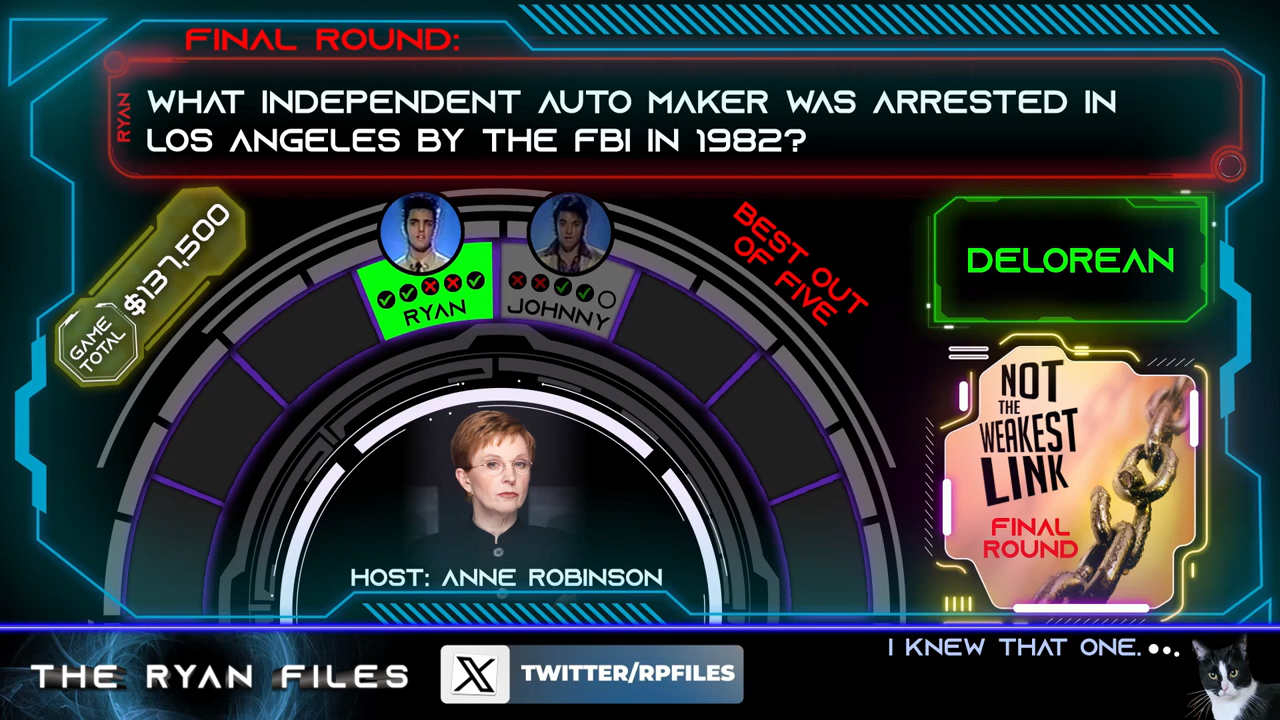 FINAL ROUND:
RYAN
WHAT INDEPENDENT AUTO MAKER WAS ARRESTED IN
LOS ANGELES BY THE FBI IN 1982?
$137,500
GAME
TOTAL
RYAN
JOHNNY
BEST OUT
OF FIVE
DELOREAN
NOT
THE
WEAKEST
LINK
FINAL
ROUND
HOST: ANNE ROBINSON
THE RYAN FILES
X
TWITTER/RPFILES
I KNEW THAT ONE...